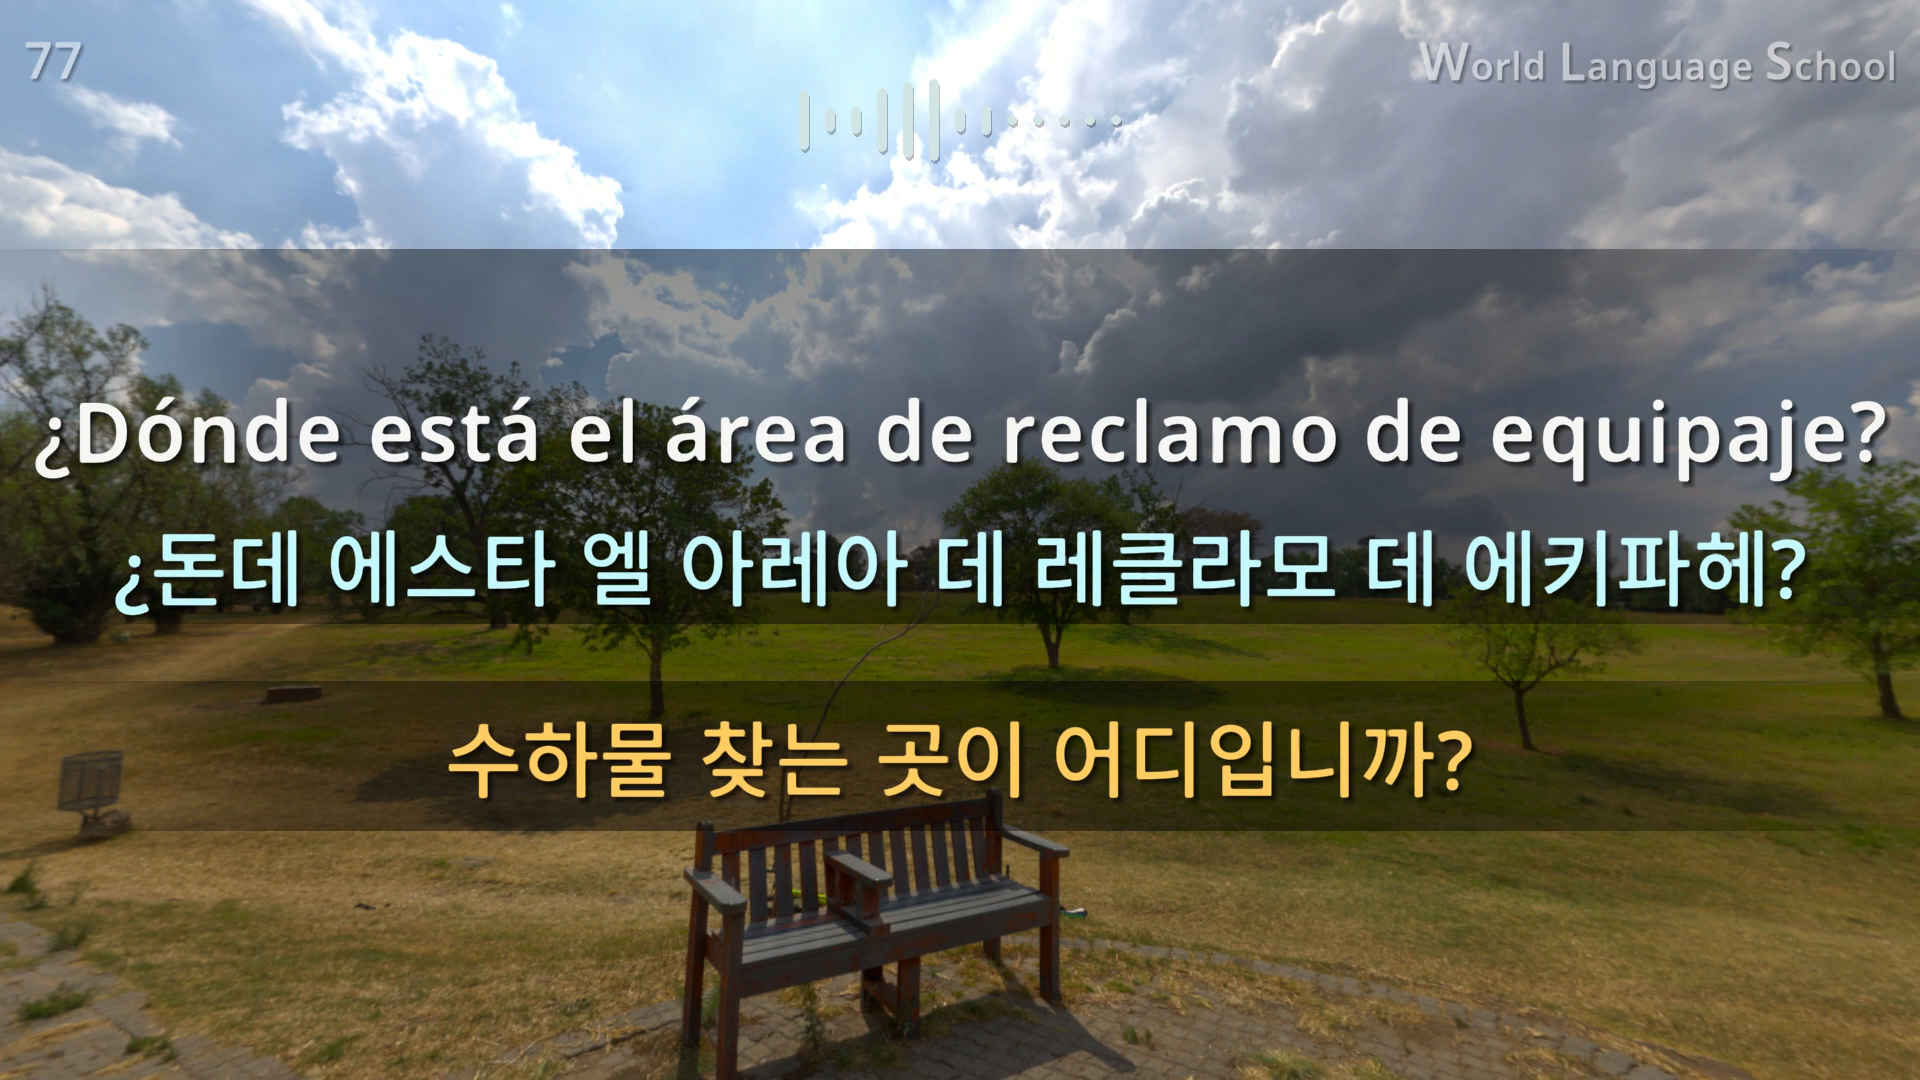 77
World Language School
¿Dónde está el área de reclamo de equipaje?
¿돈데 에스타 엘 아레아 데 레클라모 데 에키파헤?
수하물 찾는 곳이 어디입니까?